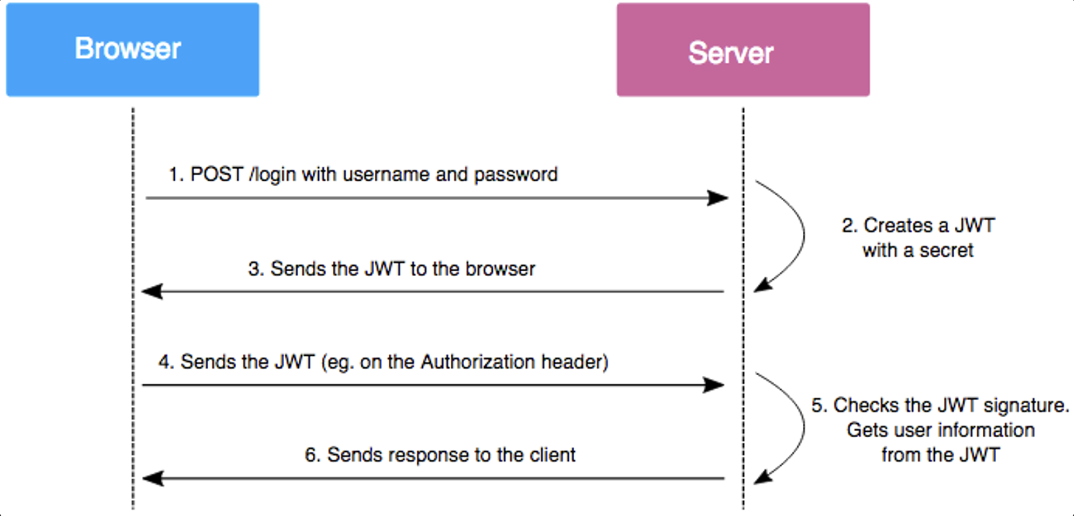 Browser
Server
1. POST /login with username and password
2. Creates a JWT
with a secret
3. Sends the JWT to the browser
4. Sends the JWT (eg. on the Authorization header)
5. Checks the JWT signature.
Gets user information
from the JWT
6. Sends response to the client